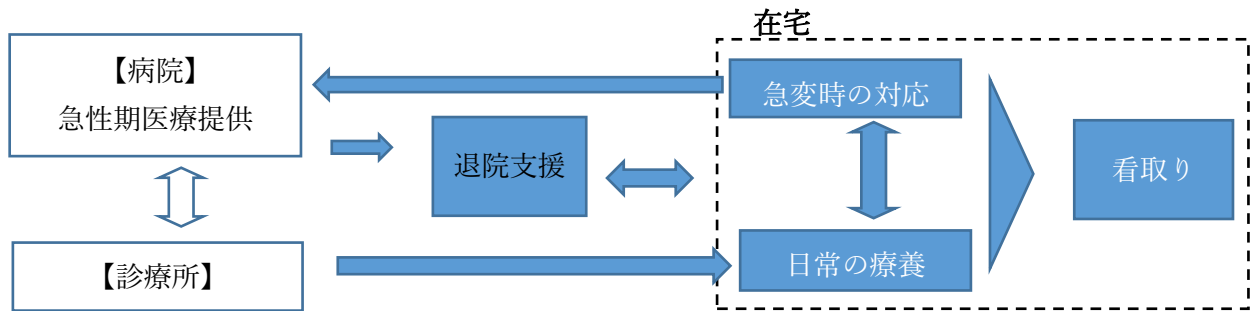 在宅
【病院】
急性期医療提供
急変時の対応
退院支援
看取り
【診療所】
日常の療養